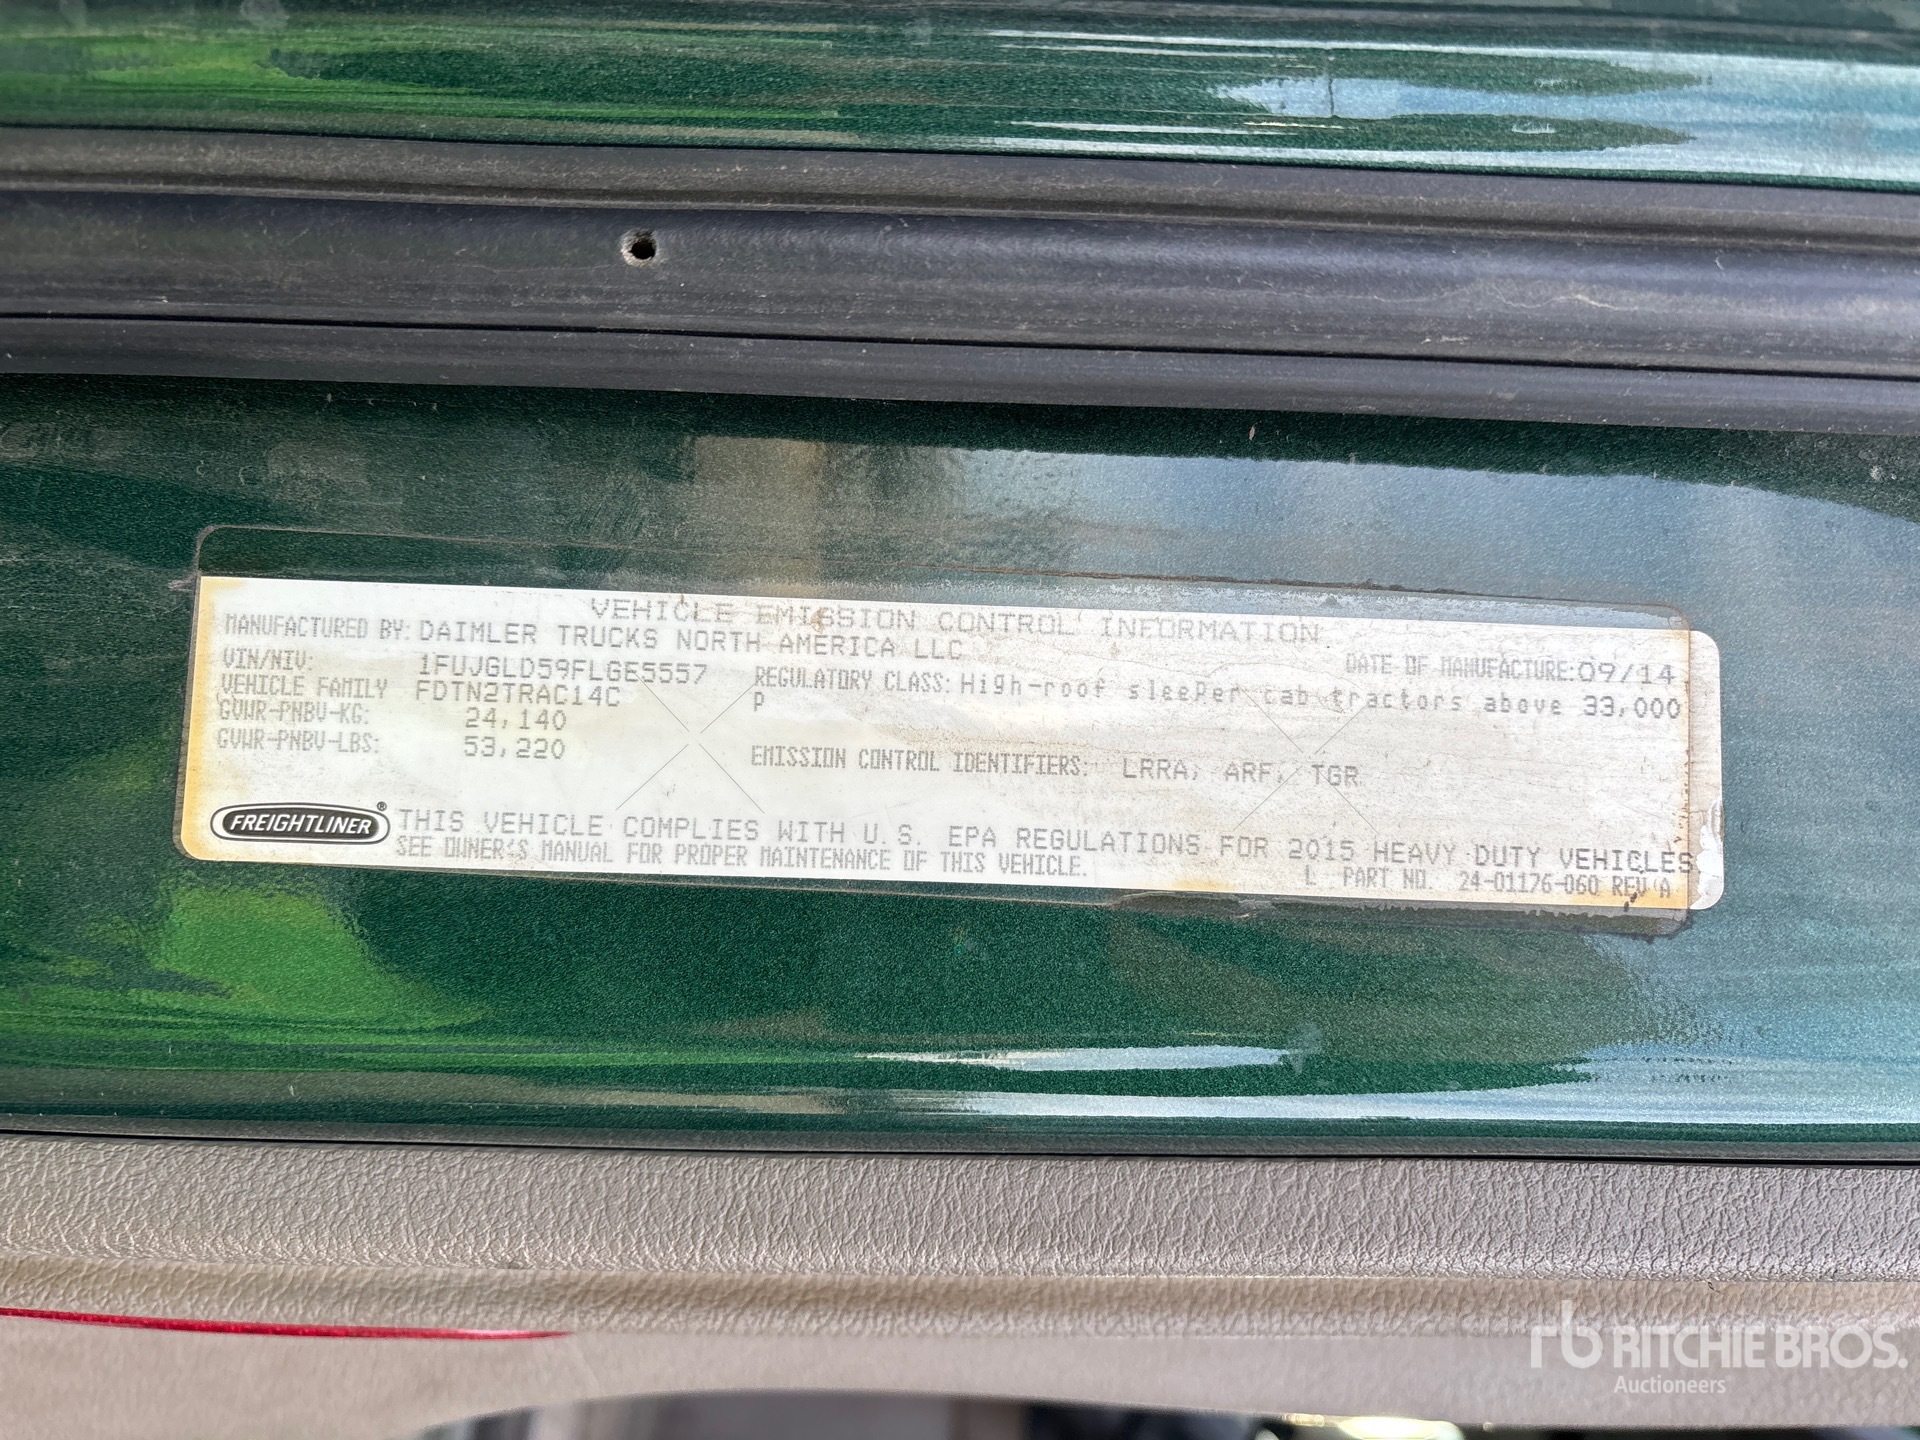 VEHICLE EMISSION CONTROL INFORMATION
MANUFACTURED BY: DAIMLER TRUCKS NORTH AMERICA LLC
DATE OF MANUFACTURE: 09/14
VIN/NIV: 1FUJGLD59FLGE5557
REGULATORY CLASS: High-roof sleePer cab tractors above 33,000
P
VEHICLE FAMILY FDTN2TRAC14C
GVWR-PNBV-KG: 24,140
GVWR-PNBV-LBS: 53,220
EMISSION CONTROL IDENTIFIERS: LRRA, ARF, TGR
FREIGHTLINER®
THIS VEHICLE COMPLIES WITH U.S. EPA REGULATIONS FOR 2015 HEAVY DUTY VEHICLES
SEE OWNER'S MANUAL FOR PROPER MAINTENANCE OF THIS VEHICLE.
L PART NO. 24-01176-060 REV A
rb RITCHIE BROS.
Auctioneers